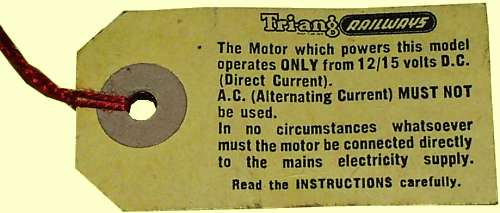 Tri-ang RAILWAYS
The Motor which powers this model
operates ONLY from 12/15 volts D.C.
(Direct Current).
A.C. (Alternating Current) MUST NOT
be used.
In no circumstances whatsoever
must the motor be connected directly
to the mains electricity supply.
Read the INSTRUCTIONS carefully.